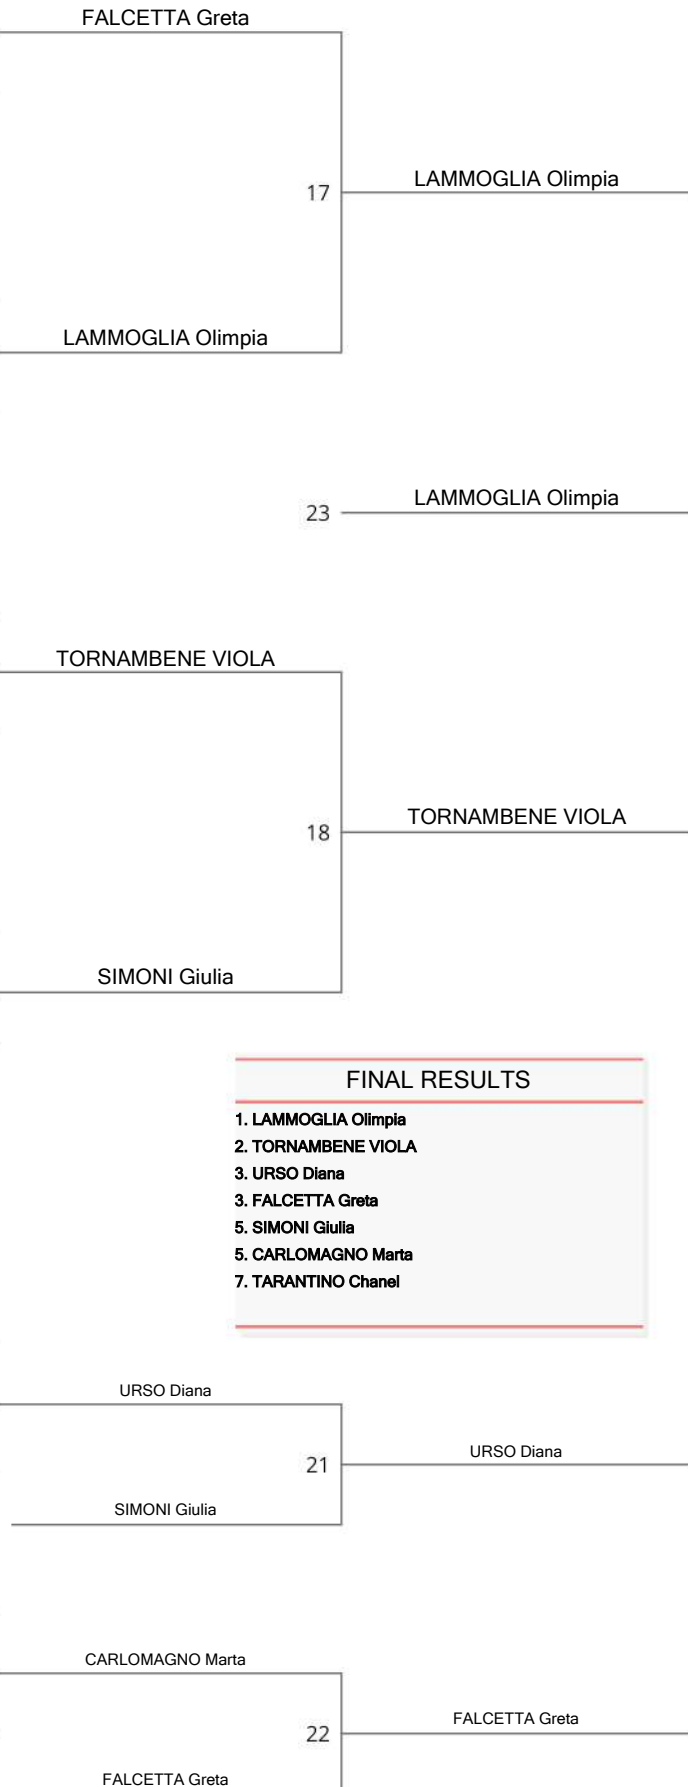 FALCETTA Greta
17
LAMMOGLIA Olimpia
LAMMOGLIA Olimpia
23
LAMMOGLIA Olimpia
TORNAMBENE VIOLA
18
TORNAMBENE VIOLA
SIMONI Giulia
FINAL RESULTS
1. LAMMOGLIA Olimpia
2. TORNAMBENE VIOLA
3. URSO Diana
3. FALCETTA Greta
5. SIMONI Giulia
5. CARLOMAGNO Marta
7. TARANTINO Chanel
URSO Diana
21
URSO Diana
SIMONI Giulia
CARLOMAGNO Marta
22
FALCETTA Greta
FALCETTA Greta